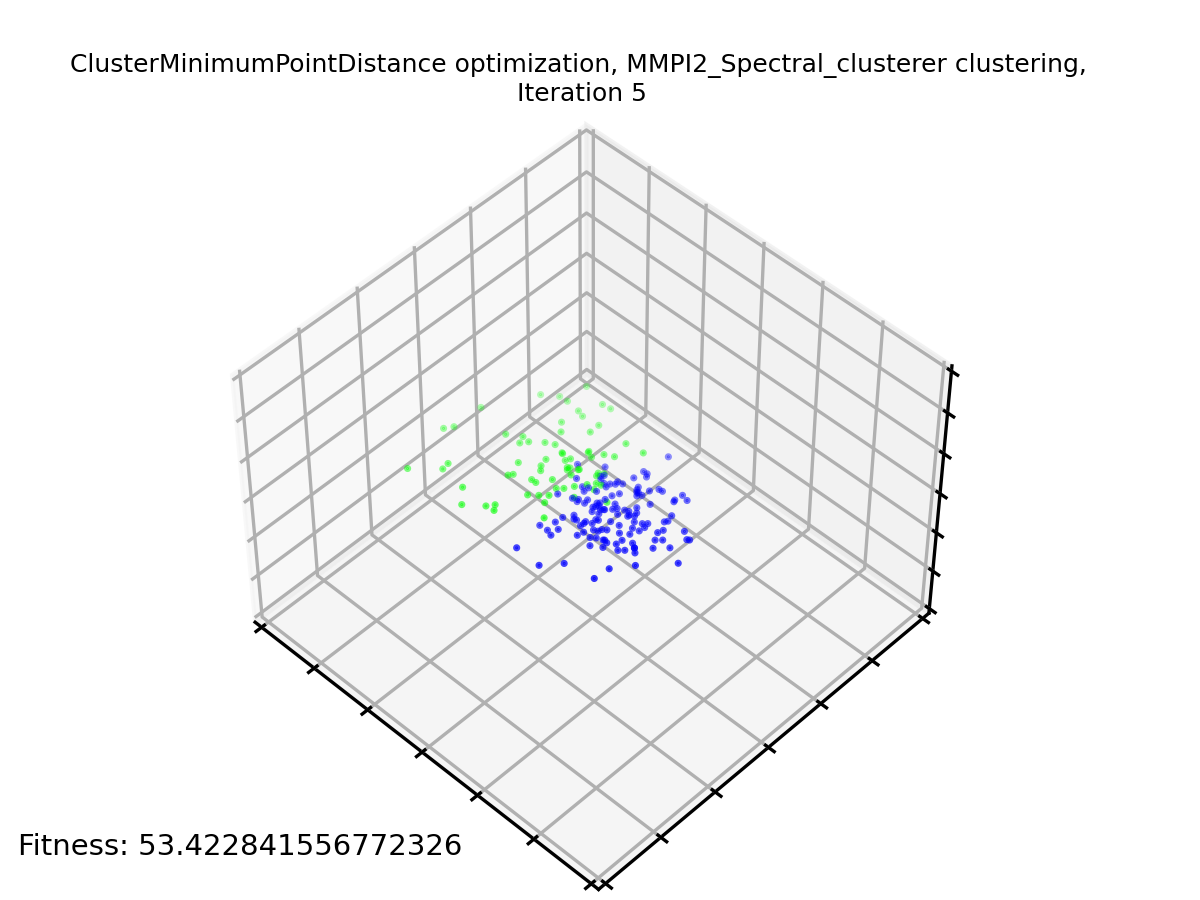 ClusterMinimumPointDistance optimization, MMPI2_Spectral_clusterer clustering,
Iteration 5
Fitness: 53.422841556772326